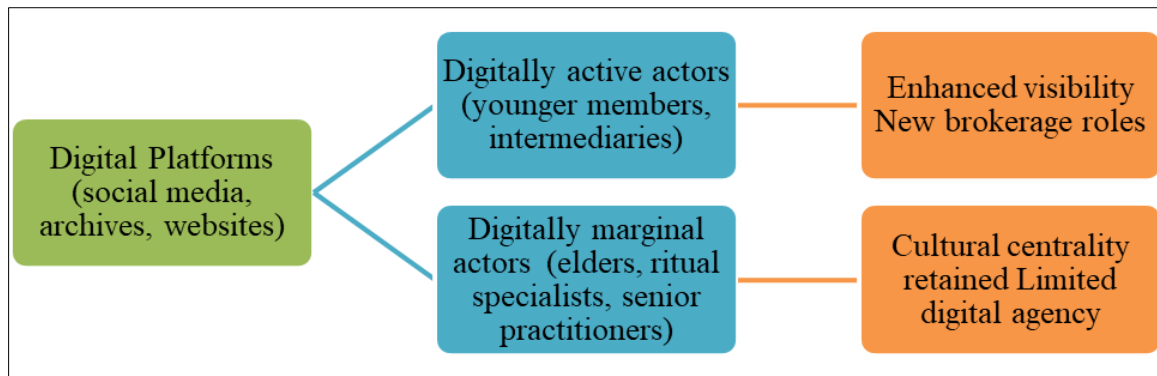 Digital Platforms
(social media,
archives, websites)
Digitally active actors
(younger members,
intermediaries)
Enhanced visibility
New brokerage roles
Digitally marginal
actors (elders, ritual
specialists, senior
practitioners)
Cultural centrality
retained Limited
digital agency